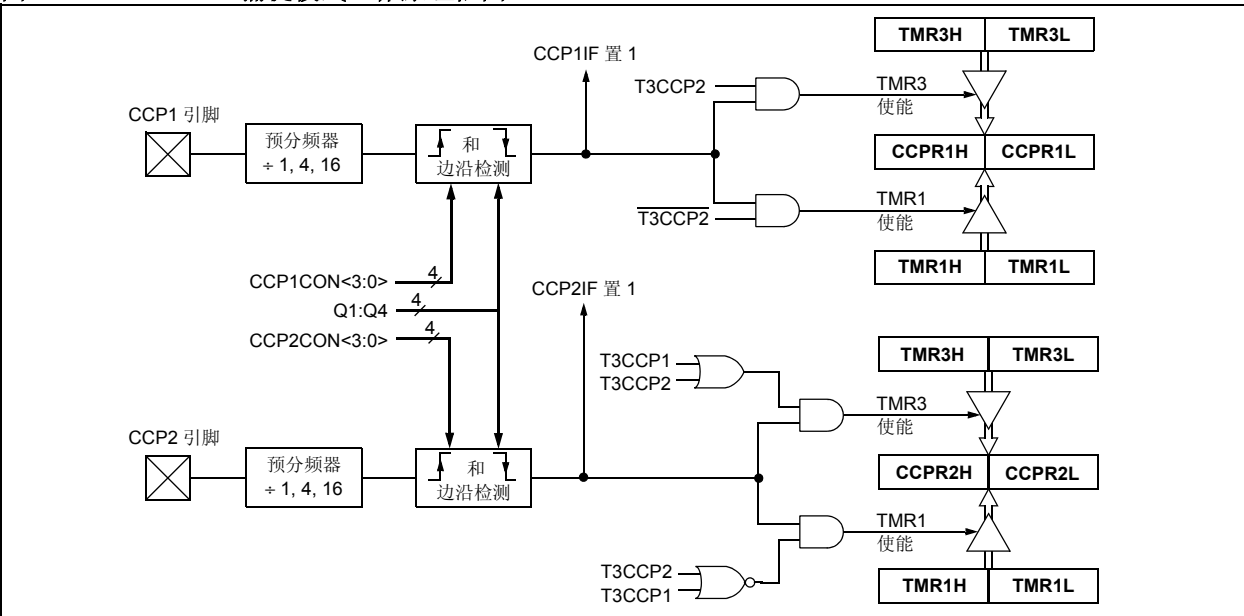 TMR3H TMR3L
CCP1IF 置 1
T3CCP2
TMR3
使能
CCP1 引脚
预分频器
÷ 1, 4, 16
和
边沿检测
CCPR1H CCPR1L
T3CCP2
TMR1
使能
TMR1H TMR1L
CCP1CON<3:0> 4
Q1:Q4 4
CCP2CON<3:0> 4
CCP2IF 置 1
TMR3H TMR3L
T3CCP1
T3CCP2
TMR3
使能
CCP2 引脚
预分频器
÷ 1, 4, 16
和
边沿检测
CCPR2H CCPR2L
TMR1
使能
T3CCP2
T3CCP1
TMR1H TMR1L